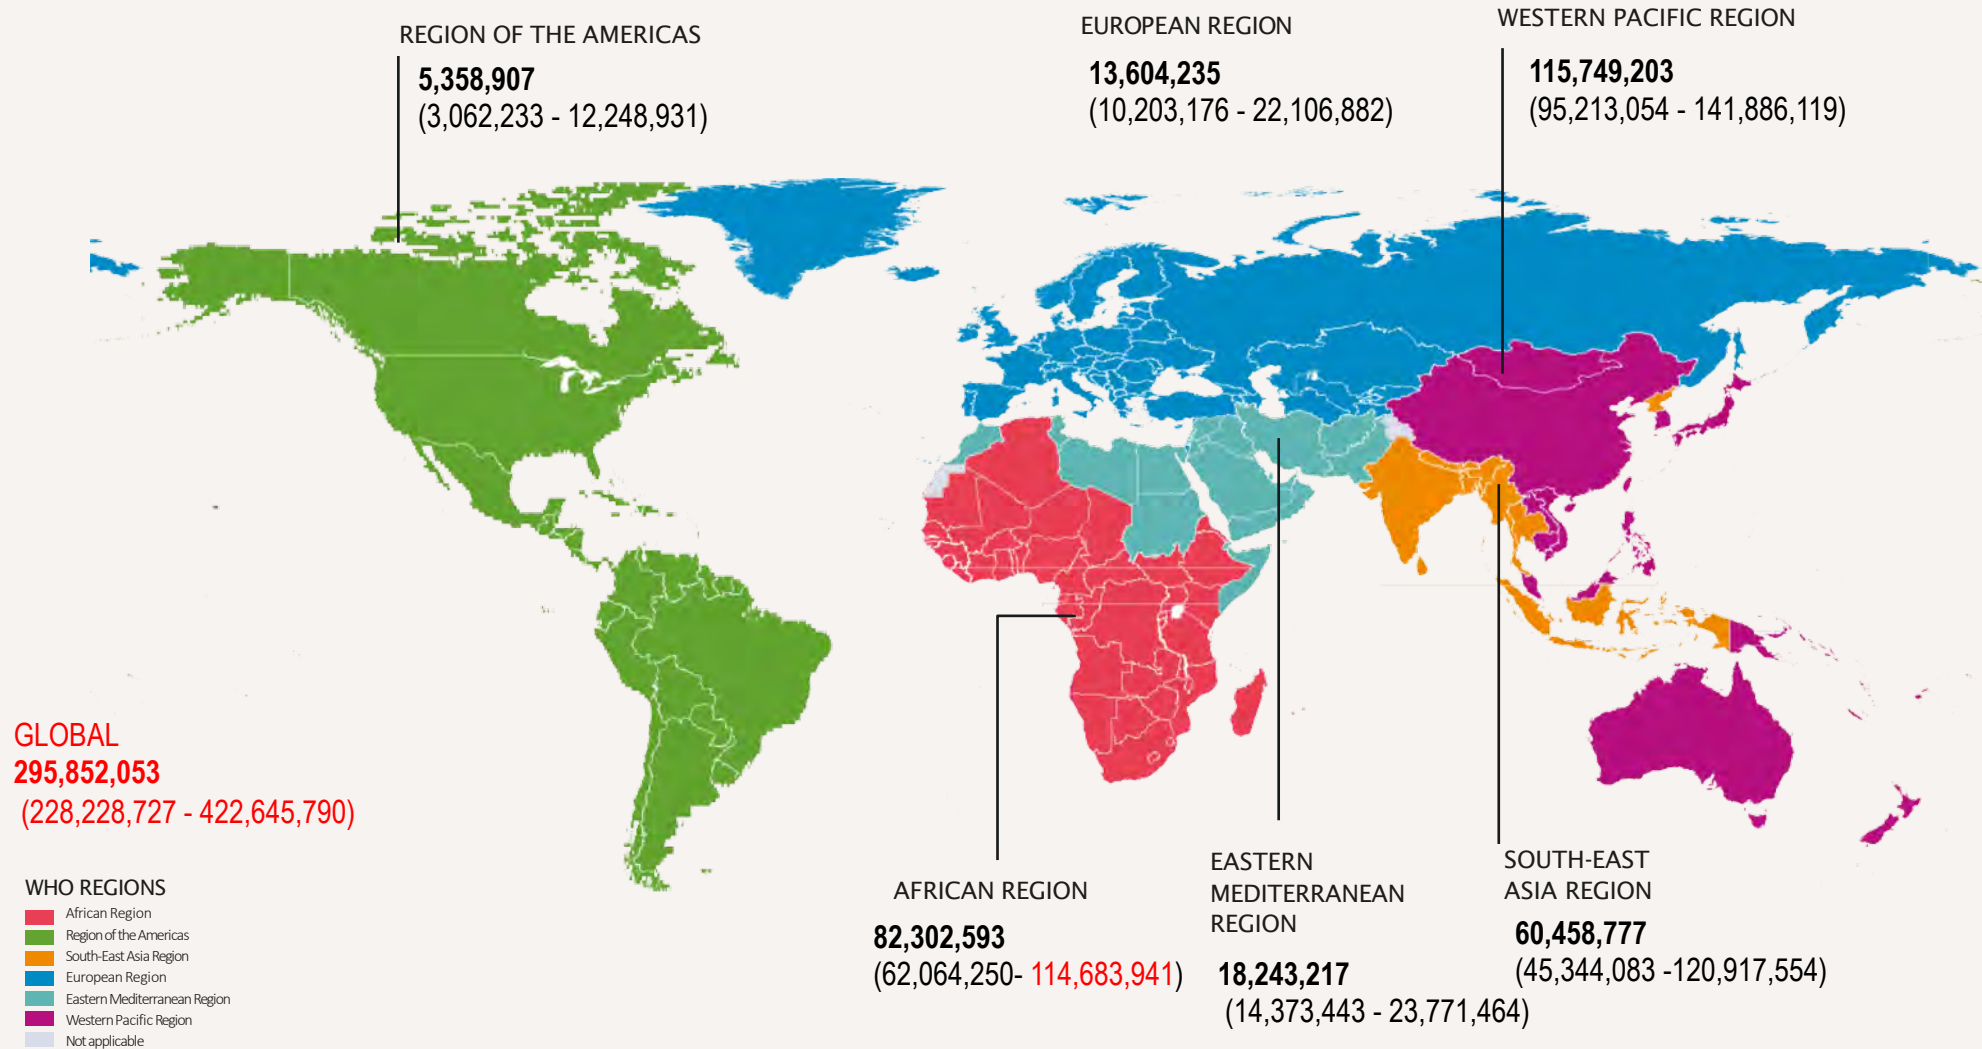 REGION OF THE AMERICAS
5,358,907
(3,062,233 - 12,248,931)
EUROPEAN REGION
13,604,235
(10,203,176 - 22,106,882)
WESTERN PACIFIC REGION
115,749,203
(95,213,054 - 141,886,119)
GLOBAL
295,852,053
(228,228,727 - 422,645,790)
WHO REGIONS
African Region
Region of the Americas
South-East Asia Region
European Region
Eastern Mediterranean Region
Western Pacific Region
Not applicable
AFRICAN REGION
82,302,593
(62,064,250- 114,683,941)
EASTERN
MEDITERRANEAN
REGION
18,243,217
(14,373,443 - 23,771,464)
SOUTH-EAST
ASIA REGION
60,458,777
(45,344,083 -120,917,554)